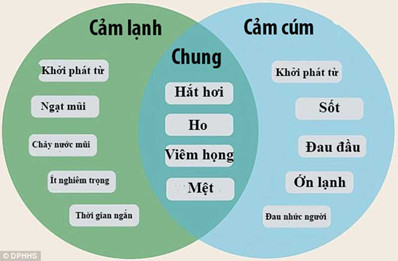 Cảm lạnh
Cảm cúm
Chung
Khởi phát từ
Ngạt mũi
Chảy nước mũi
Ít nghiêm trọng
Thời gian ngắn
Hắt hơi
Ho
Viêm họng
Mệt
Khởi phát từ
Sốt
Đau đầu
Ớn lạnh
Đau nhức người
© DPHHS